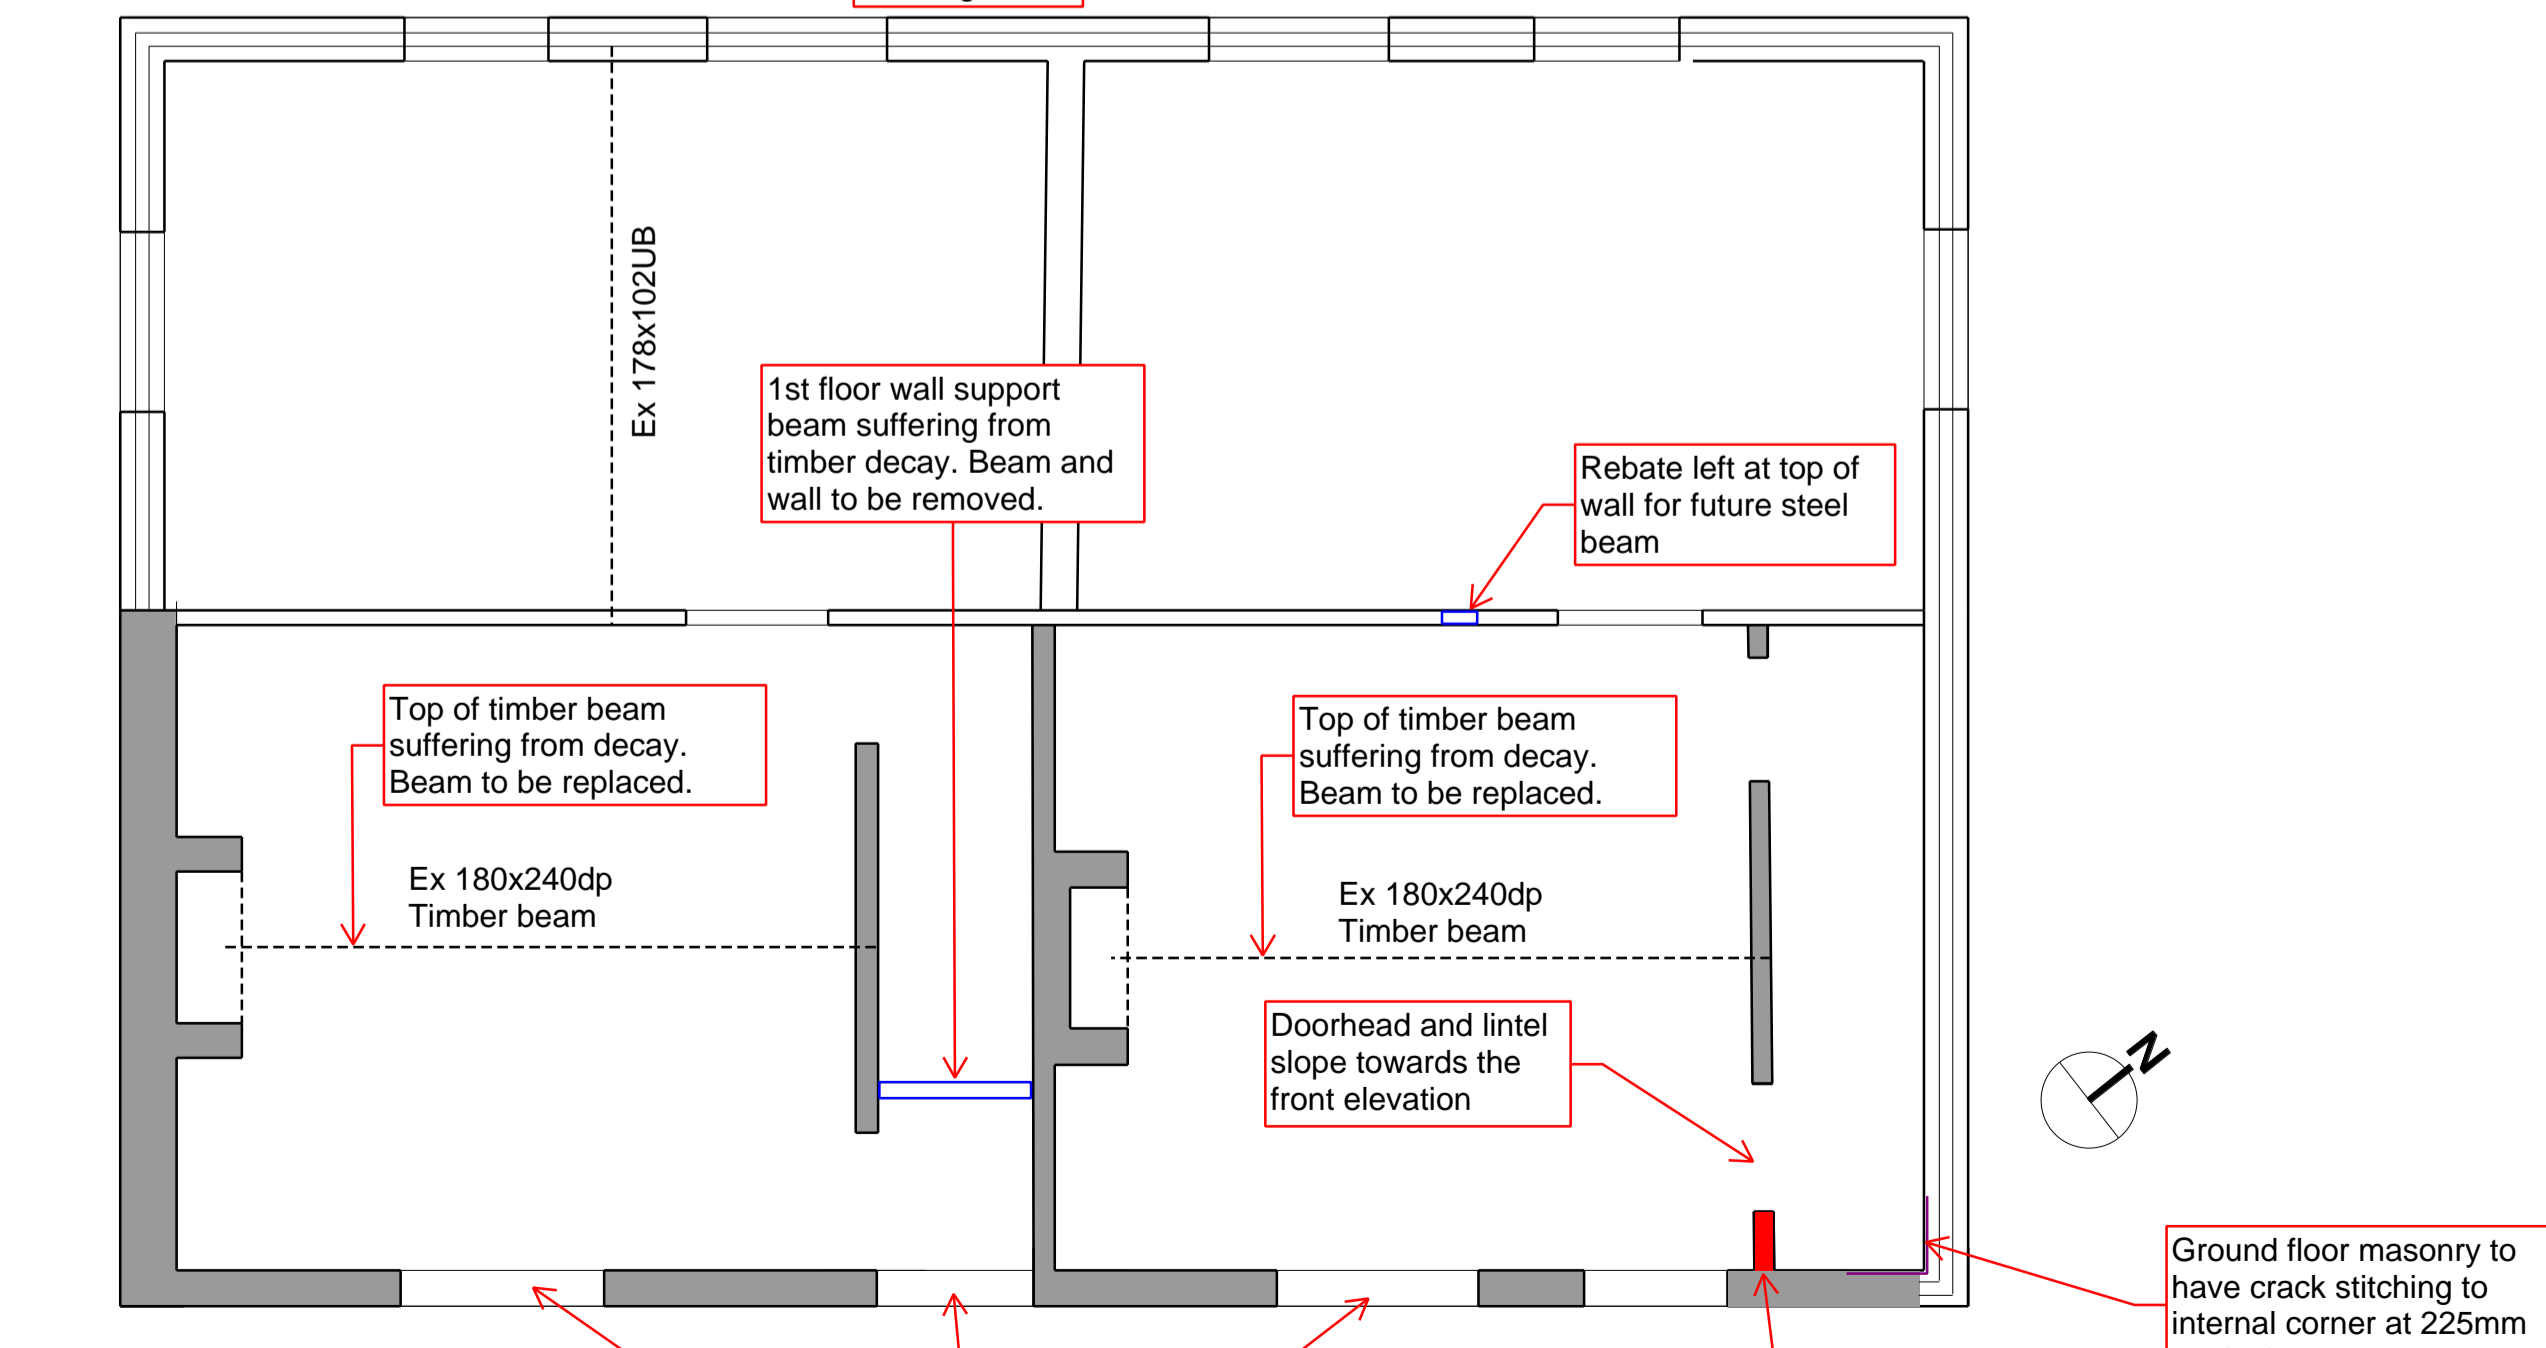 Ex 178x102UB
1st floor wall support
beam suffering from
timber decay. Beam and
wall to be removed.
Rebate left at top of
wall for future steel
beam
Top of timber beam
suffering from decay.
Beam to be replaced.
Top of timber beam
suffering from decay.
Beam to be replaced.
Ex 180x240dp
Timber beam
Ex 180x240dp
Timber beam
Doorhead and lintel
slope towards the
front elevation
N
Ground floor masonry to
have crack stitching to
internal corner at 225mm